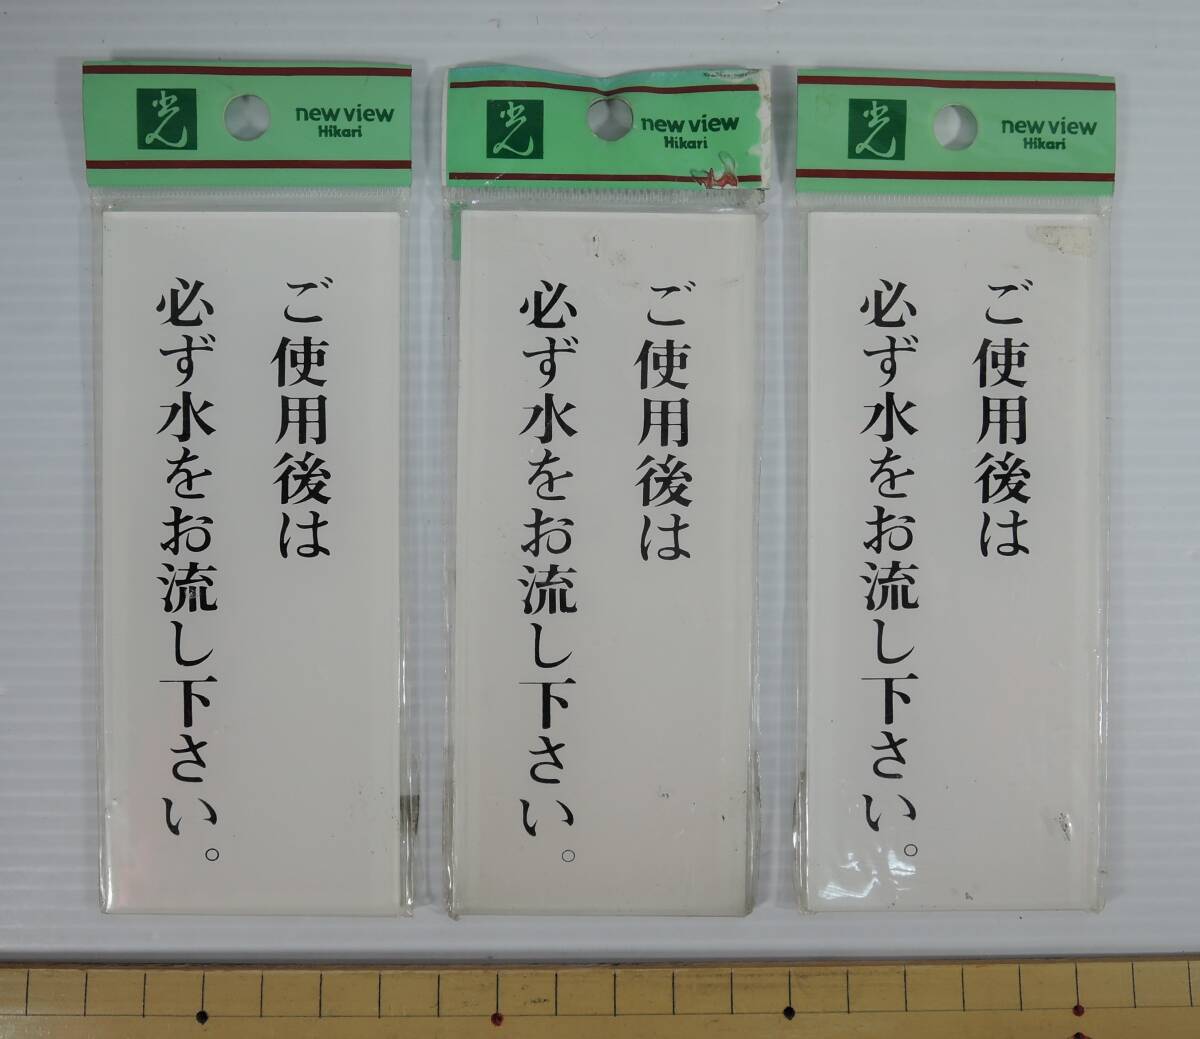 光
new view
Hikari
ご使用後は
必ず水をお流し下さい。
光
new view
Hikari
ご使用後は
必ず水をお流し下さい。
光
new view
Hikari
ご使用後は
必ず水をお流し下さい。